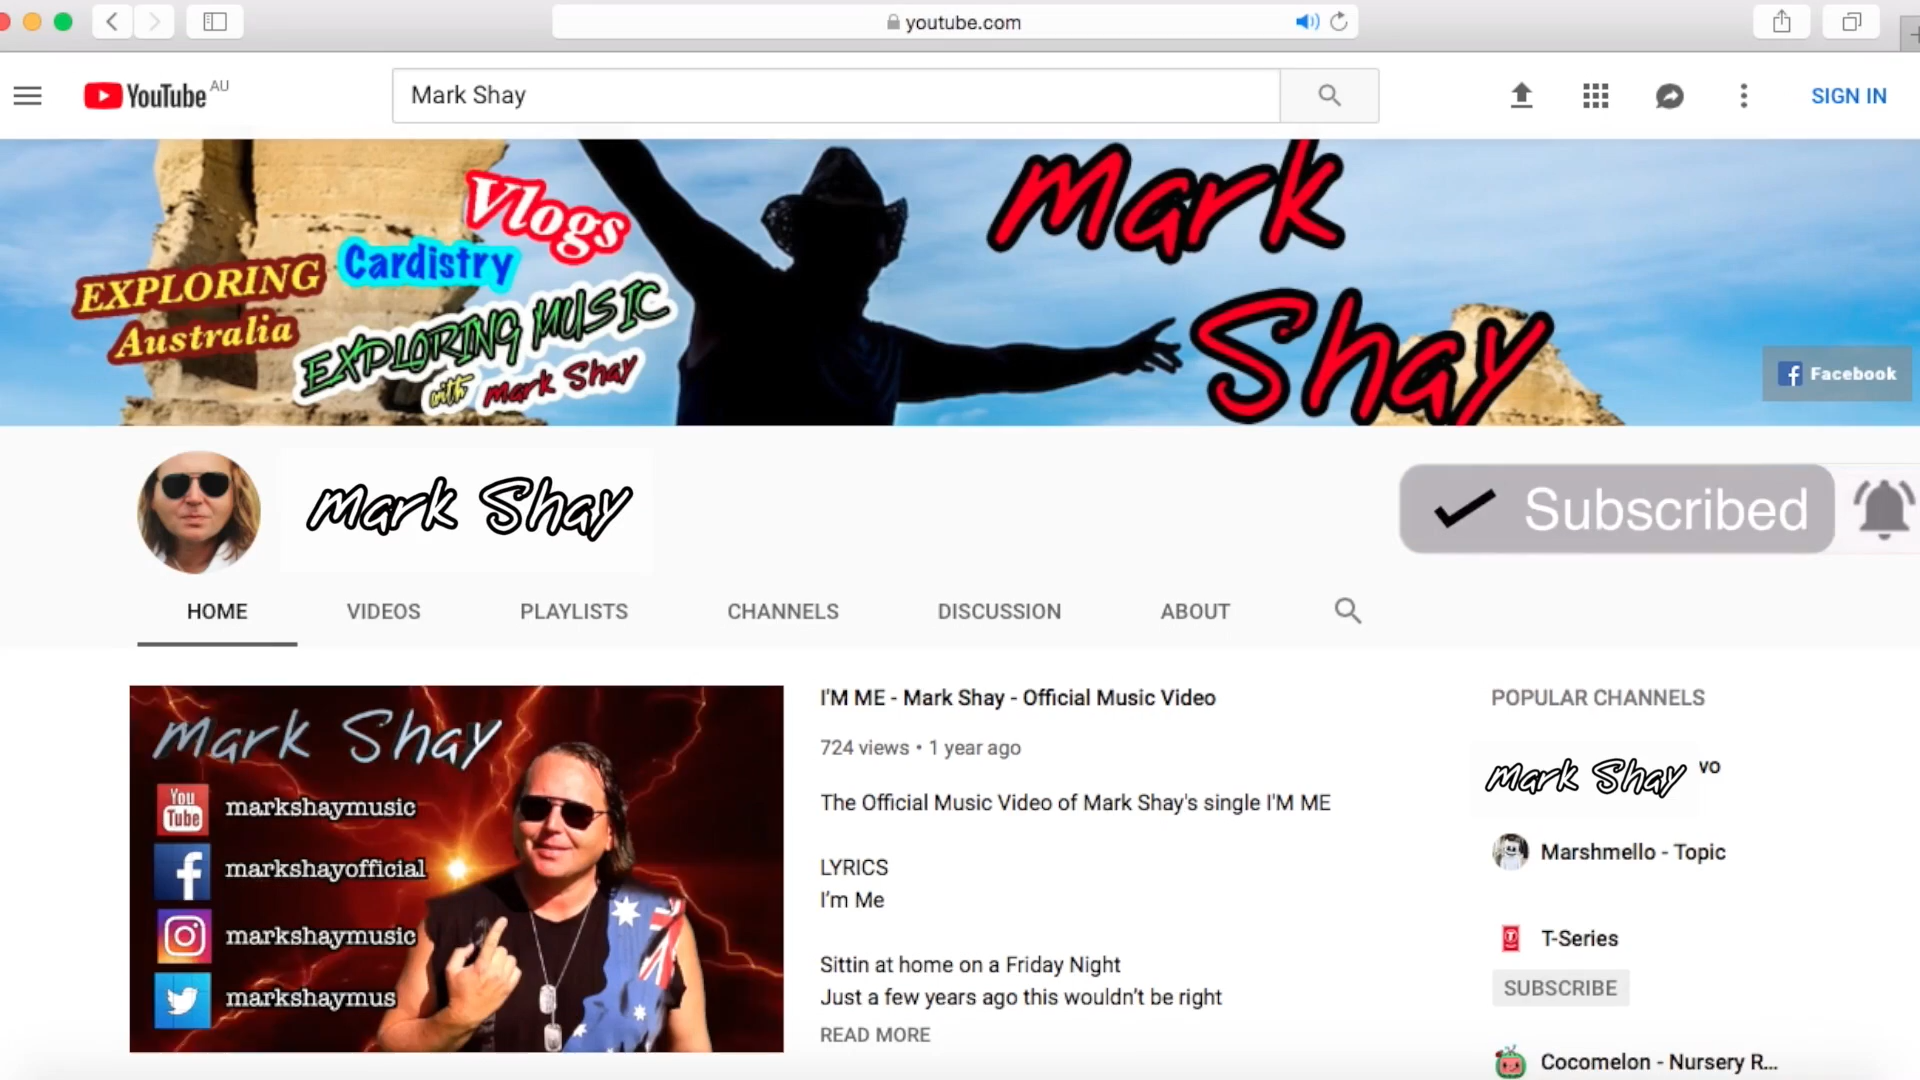 youtube.com
YouTube AU
Mark Shay
SIGN IN
Vlogs
Cardistry
EXPLORING
Australia
EXPLORING MUSIC
with Mark Shay
Mark
Shay
Facebook
Mark Shay
Subscribed
HOME
VIDEOS
PLAYLISTS
CHANNELS
DISCUSSION
ABOUT
Mark Shay
You
Tube
markshaymusic
markshayofficial
markshaymusic
markshaymus
I'M ME - Mark Shay - Official Music Video
724 views • 1 year ago
The Official Music Video of Mark Shay's single I'M ME
LYRICS
I'm Me
Sittin at home on a Friday Night
Just a few years ago this wouldn't be right
READ MORE
POPULAR CHANNELS
Mark Shay vo
Marshmello - Topic
T-Series
SUBSCRIBE
Cocomelon - Nursery R...